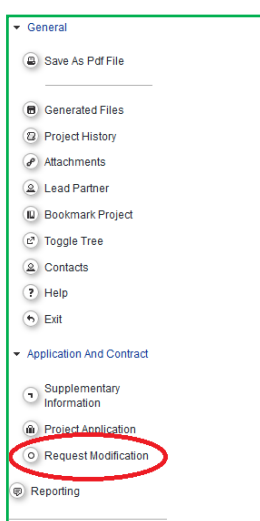 General
Save As Pdf File
Generated Files
Project History
Attachments
Lead Partner
Bookmark Project
Toggle Tree
Contacts
? Help
Exit
Application And Contract
Supplementary
Information
Project Application
Request Modification
Reporting